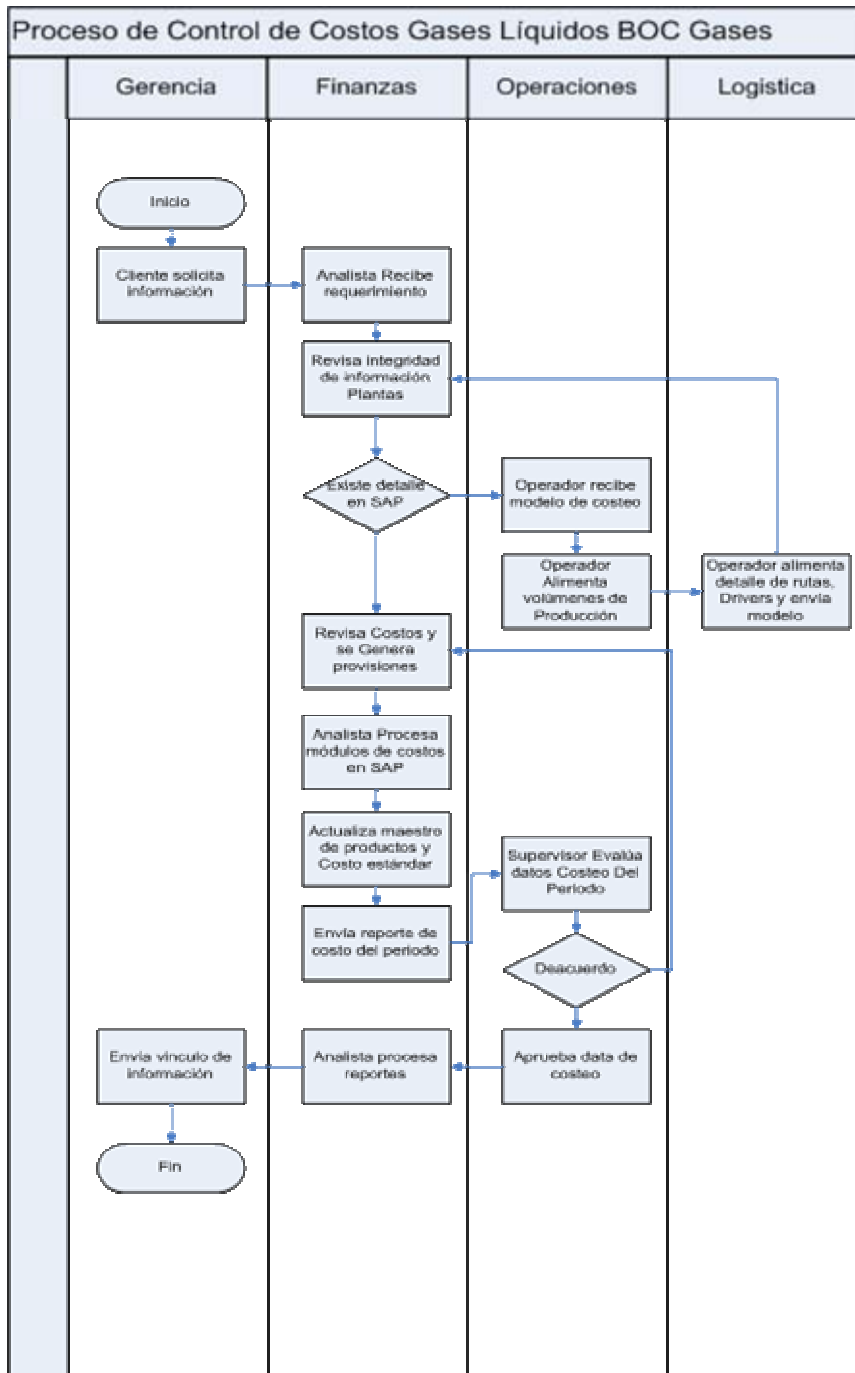 Proceso de Control de Costos Gases Líquidos BOC Gases
Gerencia
Finanzas
Operaciones
Logistica
Inicio
Cliente solicita
información
Analista Recibe
requerimiento
Revisa integridad
de información
Plantas
Existe detalle
en SAP
Operador recibe
modelo de costeo
Operador
Alimenta
volúmenes de
Producción
Operador alimenta
detalle de rutas,
Drivers y envía
modelo
Revisa Costos y
se Genera
provisiones
Analista Procesa
módulos de costos
en SAP
Actualiza maestro
de productos y
Costo estándar
Envía reporte de
costo del periodo
Supervisor Evalúa
datos Costeo Del
Periodo
Deacuerdo
Aprueba data de
costeo
Analista procesa
reportes
Envía vinculo de
información
Fin